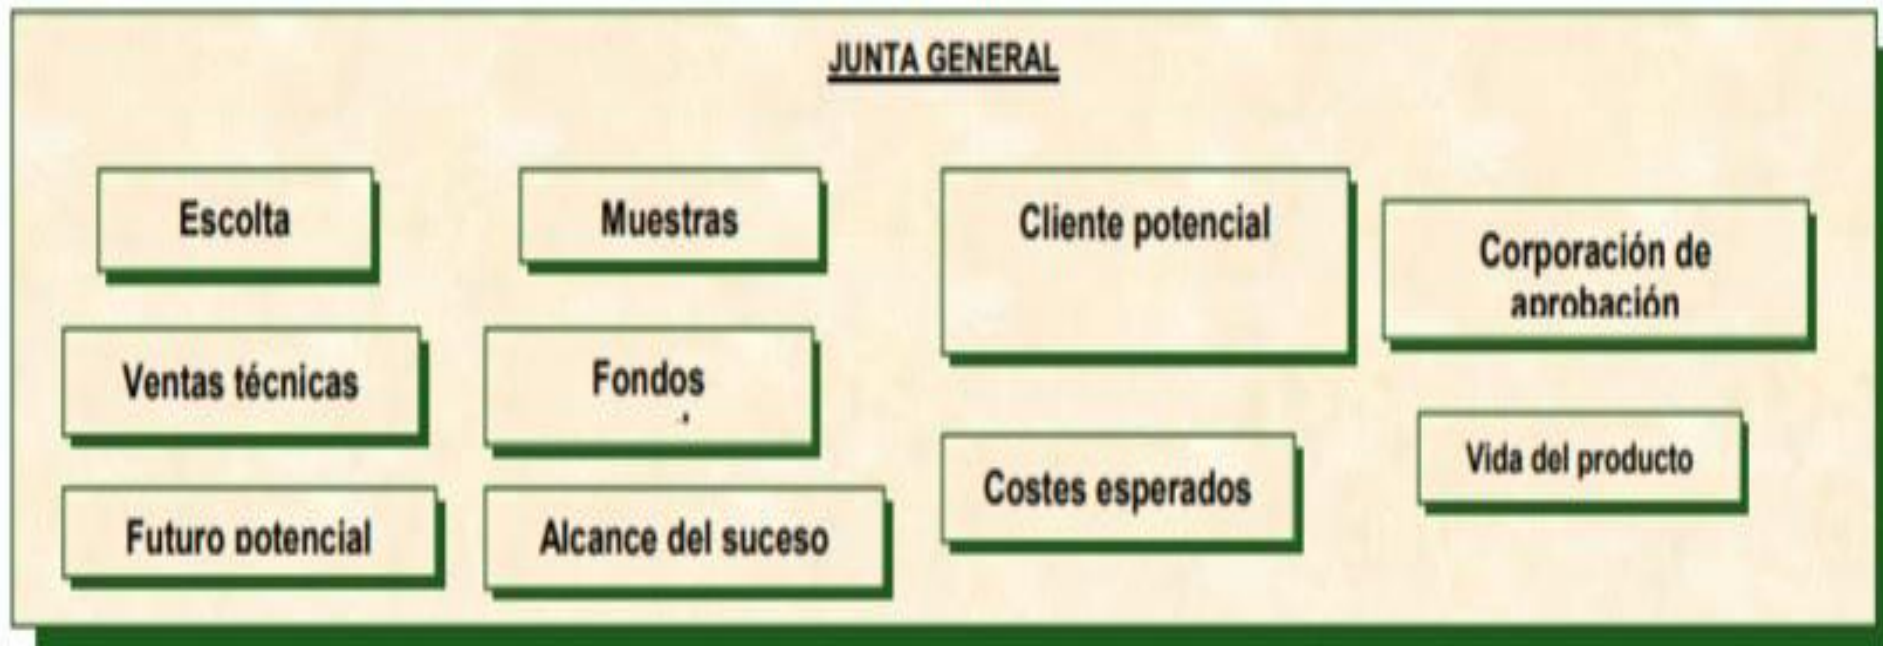 JUNTA GENERAL
Escolta
Muestras
Cliente potencial
Corporación de
aprobación
Ventas técnicas
Fondos
Costes esperados
Vida del producto
Futuro potencial
Alcance del suceso